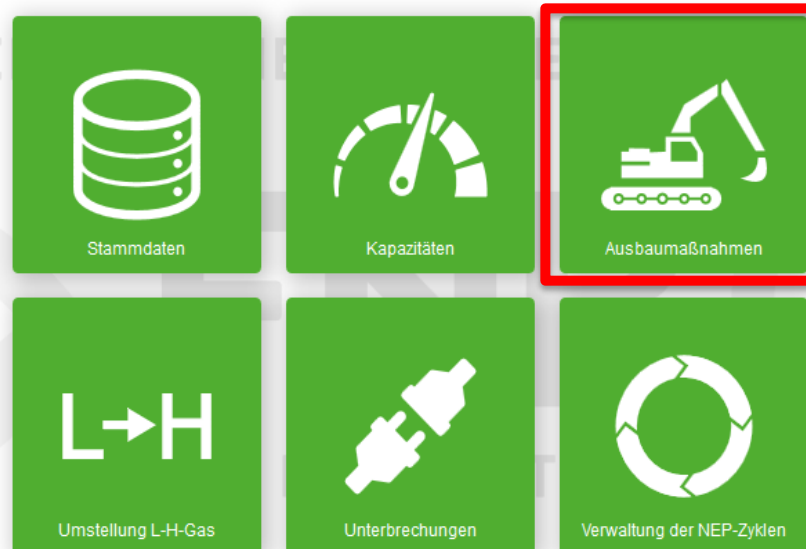 Stammdaten
Kapazitäten
Ausbaumaßnahmen
L→H
Umstellung L-H-Gas
Unterbrechungen
Verwaltung der NEP-Zyklen